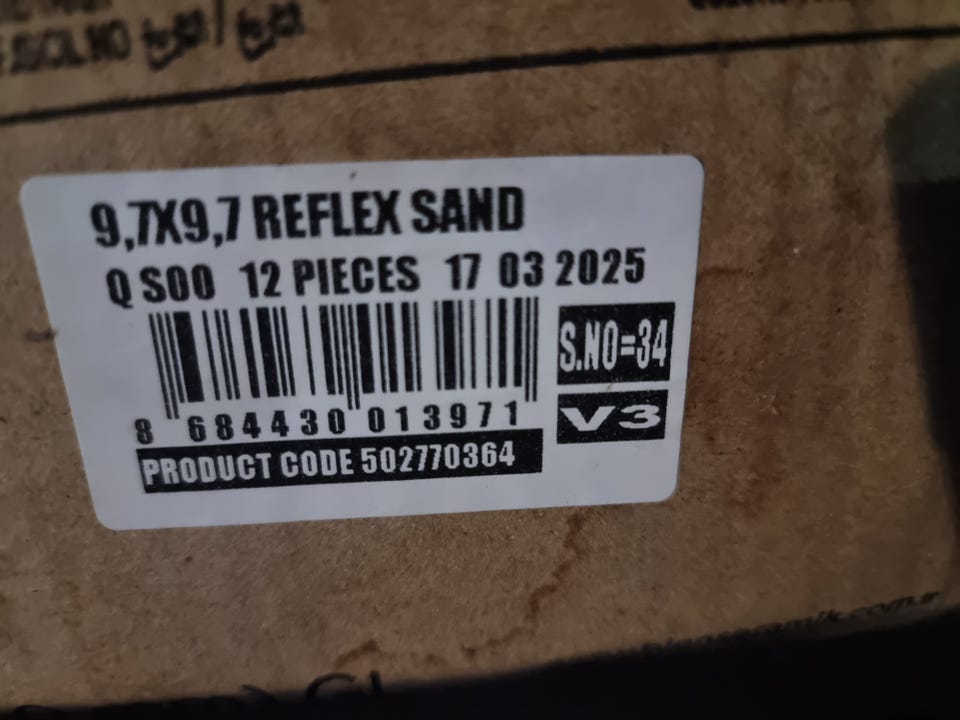 9,7X9,7 REFLEX SAND
Q S00 12 PIECES 17 03 2025
S.NO=34
V3
8 684430 013971
PRODUCT CODE 502770364